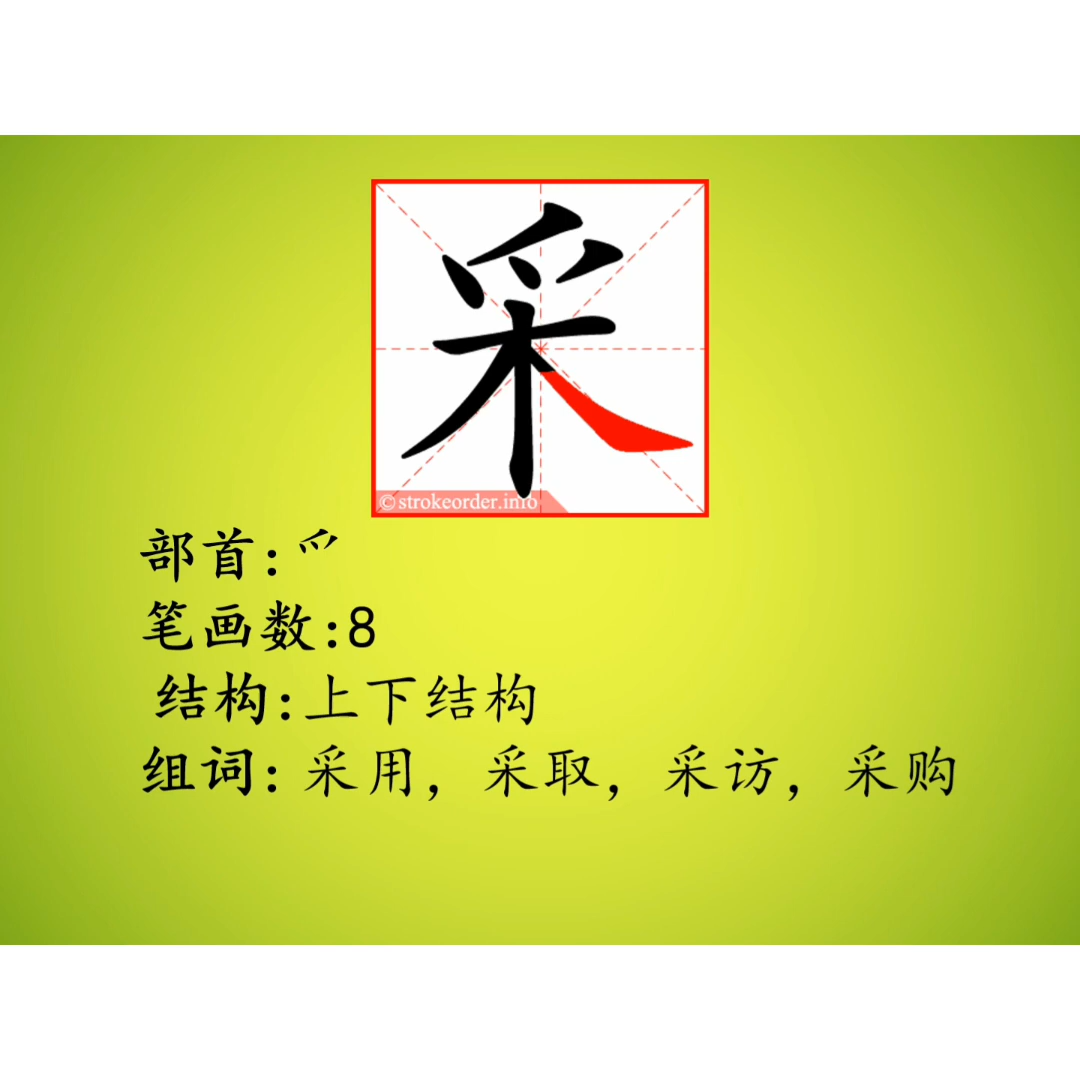 采
©strokeorder.info
部首:爫
笔画数:8
结构:上下结构
组词: 采用，采取，采访，采购